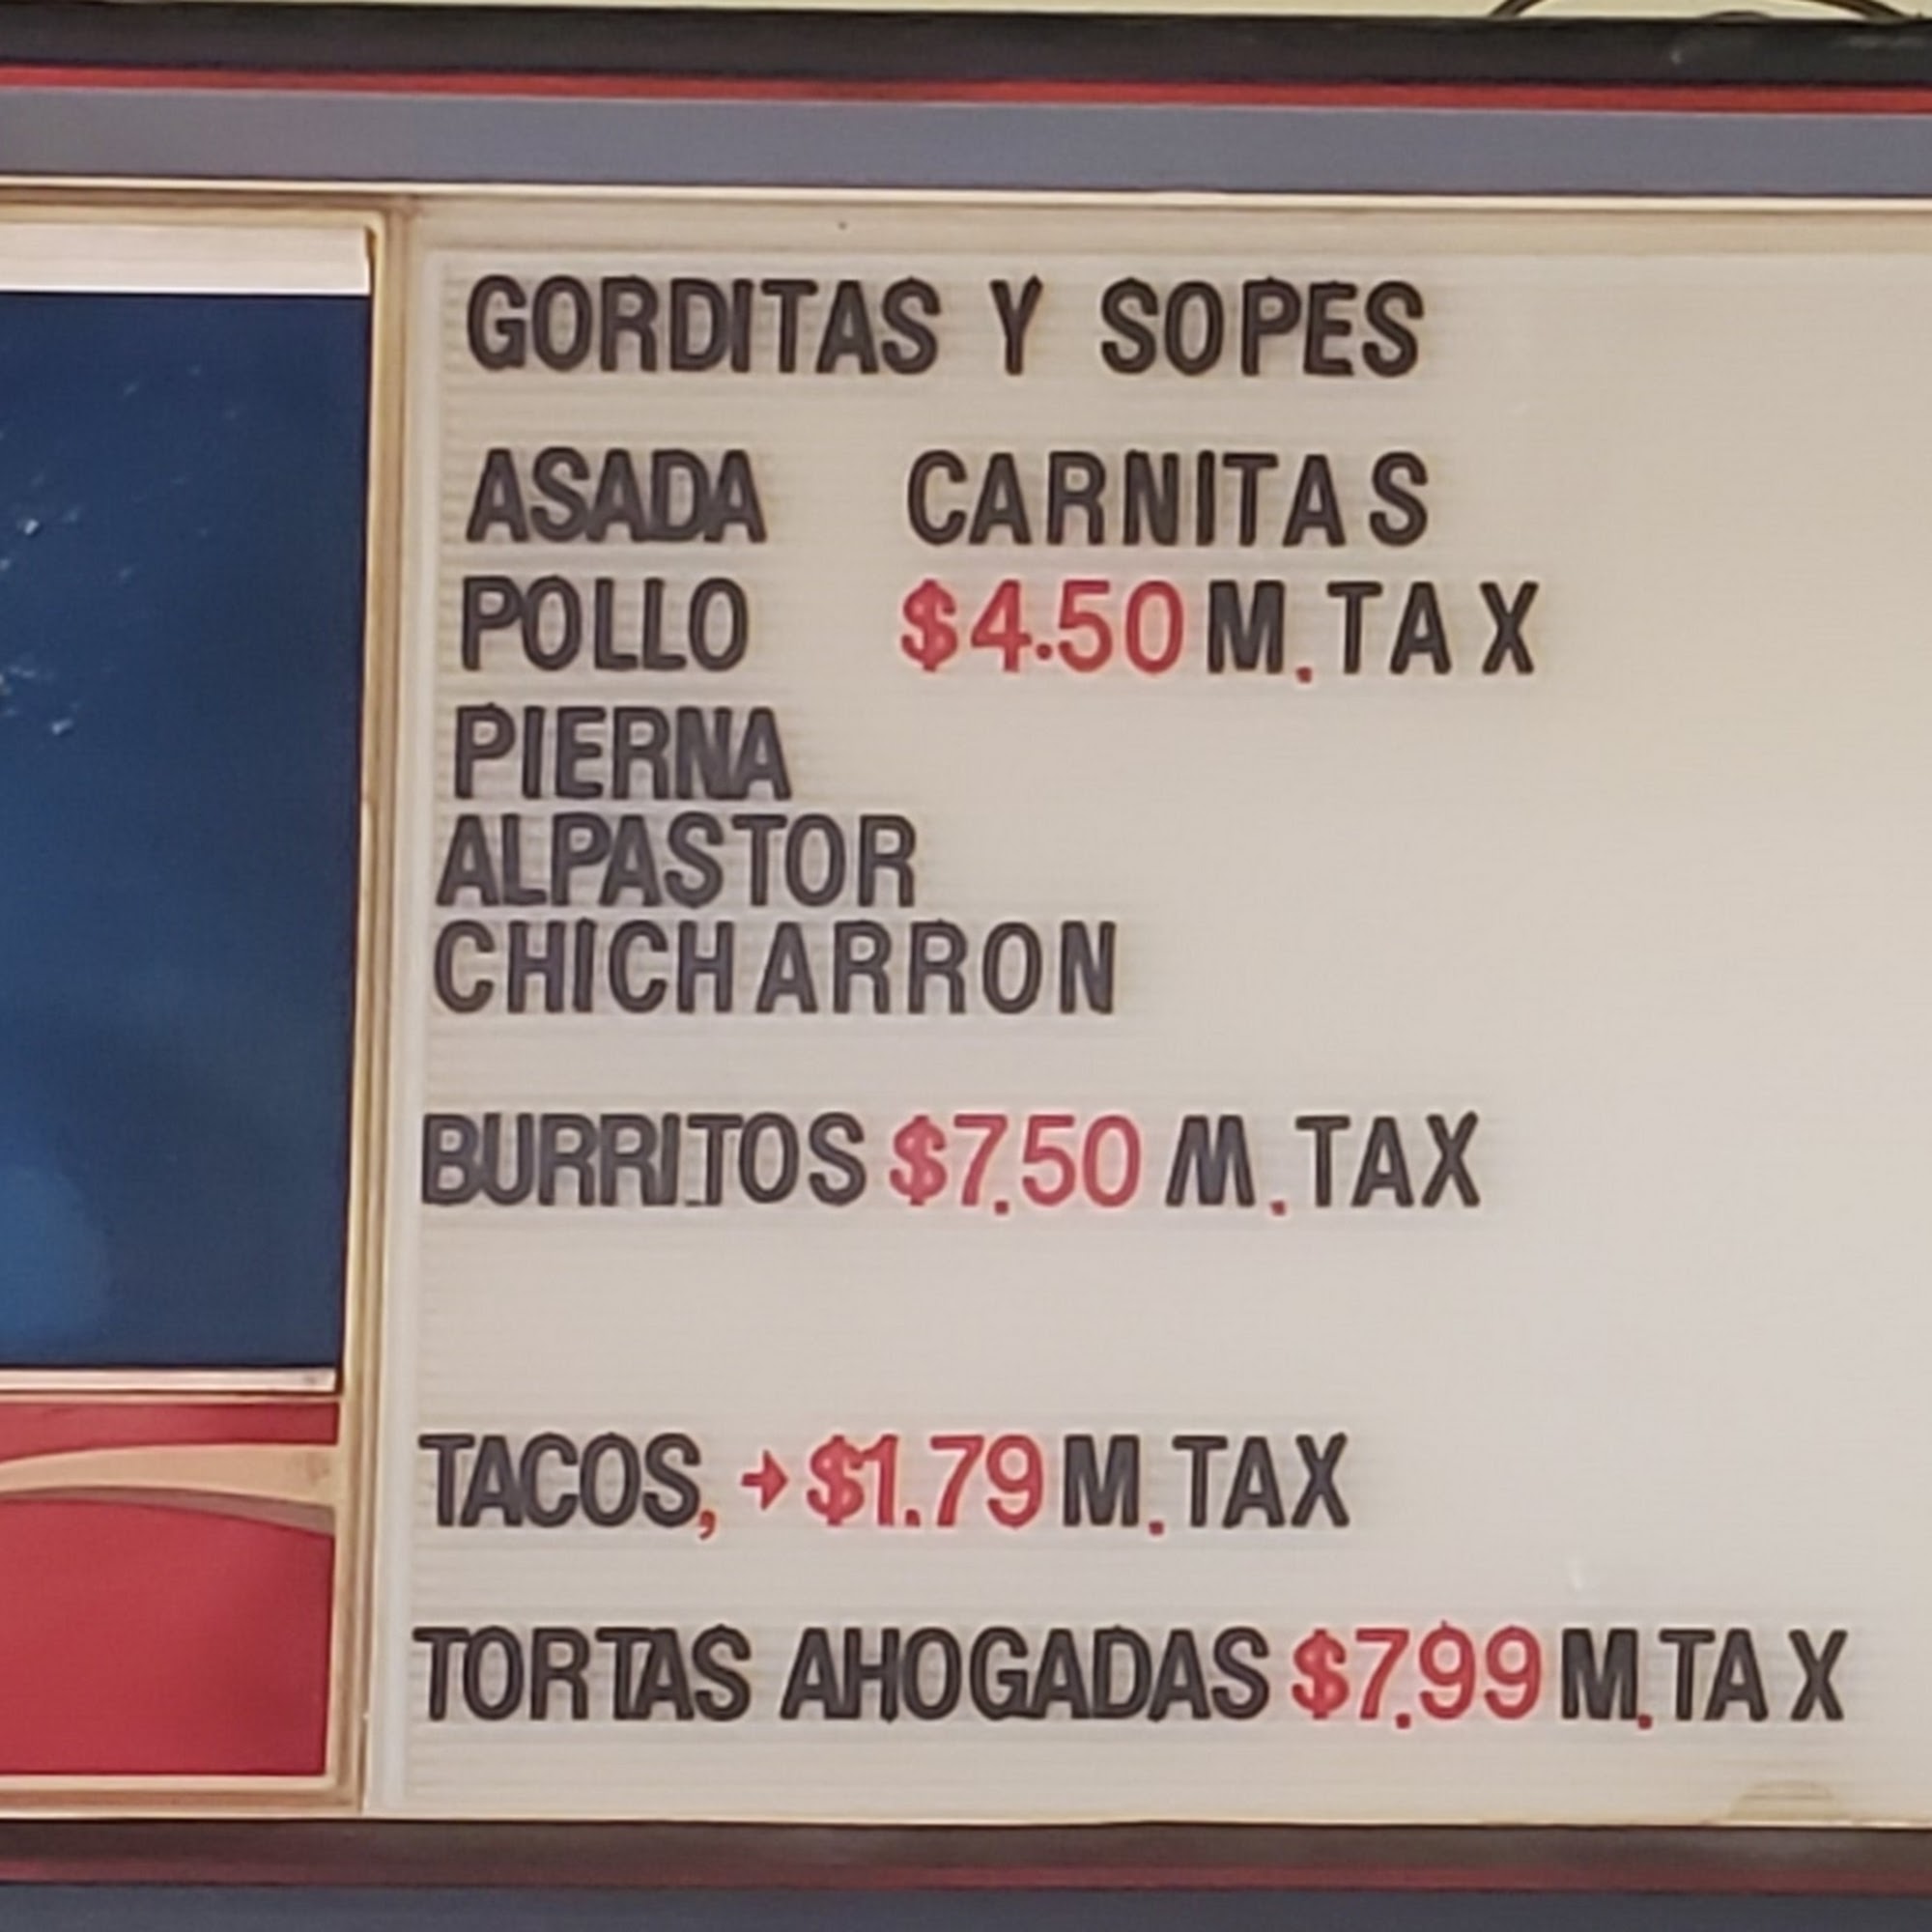 GORDITAS Y SOPES
ASADA CARNITAS
POLLO $4.50 M.TAX
PIERNA
ALPASTOR
CHICHARRON
BURRITOS $7.50 M.TAX
TACOS, → $1.79 M.TAX
TORTAS AHOGADAS $7.99 M.TAX